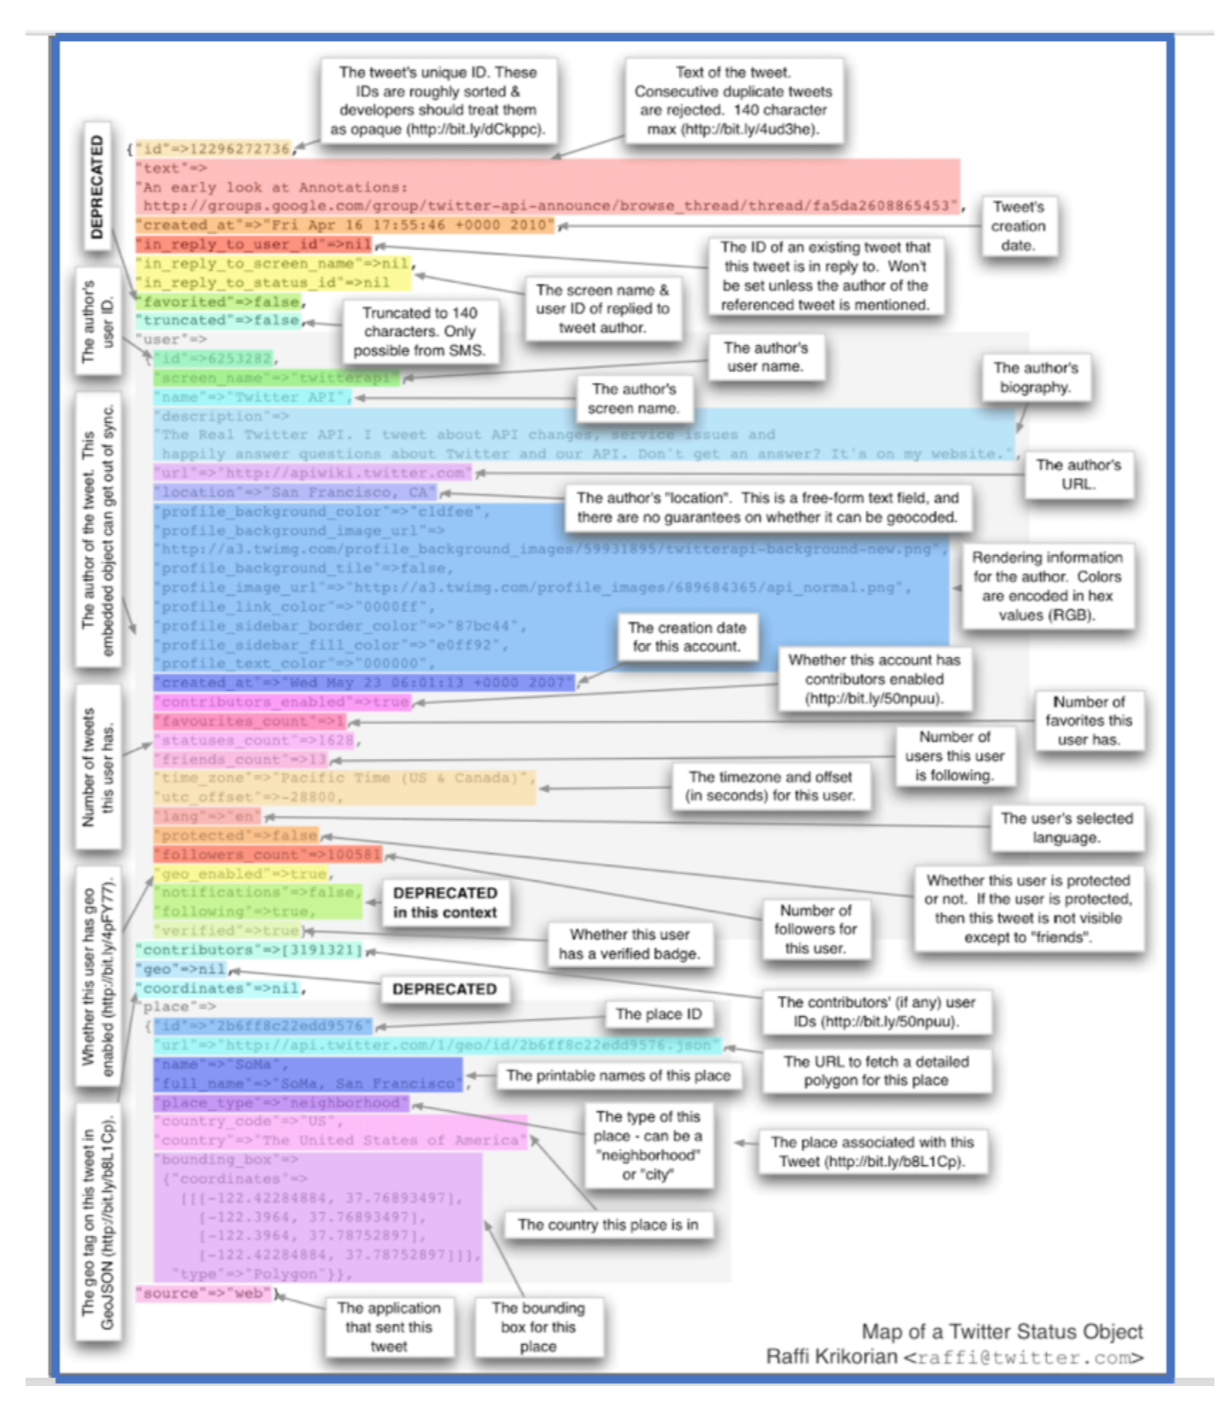 The tweet's unique ID. These
IDs are roughly sorted &
developers should treat them
as opaque (http://bit.ly/dCkppc).
Text of the tweet.
Consecutive duplicate tweets
are rejected. 140 character
max (http://bit.ly/4ud3he).
DEPRECATED
{"id"=>12296272736,
"text"=>
"An early look at Annotations:
http://groups.google.com/group/twitter-api-announce/browse_thread/thread/fa5da2608865453",
"created_at"=>"Fri Apr 16 17:55:46 +0000 2010",
"in_reply_to_user_id"=>nil,
"in_reply_to_screen_name"=>nil,
"in_reply_to_status_id"=>nil
"favorited"=>false,
"truncated"=>false,
"user"=>
{"id"=>6253282,
"screen_name"=>"twitterapi",
"name"=>"Twitter API",
"description"=>
"The Real Twitter API. I tweet about API changes, service issues and
happily answer questions about Twitter and our API. Don't get an answer? It's on my website.",
"url"=>"http://apiwiki.twitter.com",
"location"=>"San Francisco, CA",
"profile_background_color"=>"c1dfee",
"profile_background_image_url"=>
"http://a3.twimg.com/profile_background_images/59931895/twitterapi-background-new.png",
"profile_background_tile"=>false,
"profile_image_url"=>"http://a3.twimg.com/profile_images/689684365/api_normal.png",
"profile_link_color"=>"0000ff",
"profile_sidebar_border_color"=>"87bc44",
"profile_sidebar_fill_color"=>"e0ff92",
"profile_text_color"=>"000000",
"created_at"=>"Wed May 23 06:01:13 +0000 2007",
"contributors_enabled"=>true,
"favourites_count"=>1,
"statuses_count"=>1628,
"friends_count"=>13,
"time_zone"=>"Pacific Time (US & Canada)",
"utc_offset"=>-28800,
"lang"=>"en",
"protected"=>false,
"followers_count"=>100581,
"geo_enabled"=>true,
"notifications"=>false,
"following"=>true,
"verified"=>true},
"contributors"=>[3191321],
"geo"=>nil,
"coordinates"=>nil,
"place"=>
{"id"=>"2b6ff8c22edd9576",
"url"=>"http://api.twitter.com/1/geo/id/2b6ff8c22edd9576.json",
"name"=>"SoMa",
"full_name"=>"SoMa, San Francisco",
"place_type"=>"neighborhood",
"country_code"=>"US",
"country"=>"The United States of America",
"bounding_box"=>
{"coordinates"=>
[[[-122.42284884, 37.76893497],
[-122.3964, 37.76893497],
[-122.3964, 37.78752897],
[-122.42284884, 37.78752897]]],
"type"=>"Polygon"}},
"source"=>"web"}
Tweet's
creation
date.
The ID of an existing tweet that
this tweet is in reply to. Won't
be set unless the author of the
referenced tweet is mentioned.
The screen name &
user ID of replied to
tweet author.
Truncated to 140
characters. Only
possible from SMS.
The author's
user ID.
The author's
user name.
The author's
screen name.
The author's
biography.
The author's
URL.
The author of the tweet. This
embedded object can get out of sync.
The author's "location". This is a free-form text field, and
there are no guarantees on whether it can be geocoded.
Rendering information
for the author. Colors
are encoded in hex
values (RGB).
The creation date
for this account.
Whether this account has
contributors enabled
(http://bit.ly/50npuu).
Number of
favorites this
user has.
Number of tweets
this user has.
Number of
users this user
is following.
The timezone and offset
(in seconds) for this user.
The user's selected
language.
Whether this user is protected
or not. If the user is protected,
then this tweet is not visible
except to "friends".
Number of
followers for
this user.
Whether this user has geo
enabled (http://bit.ly/4pFY77).
DEPRECATED
in this context
Whether this user
has a verified badge.
DEPRECATED
The contributors' (if any) user
IDs (http://bit.ly/50npuu).
The geo tag on this tweet in
GeoJSON (http://bit.ly/b8L1Cp).
The place ID
The URL to fetch a detailed
polygon for this place
The printable names of this place
The type of this
place - can be a
"neighborhood"
or "city"
The place associated with this
Tweet (http://bit.ly/b8L1Cp).
The country this place is in
The application
that sent this
tweet
The bounding
box for this
place
Map of a Twitter Status Object
Raffi Krikorian <raffi@twitter.com>